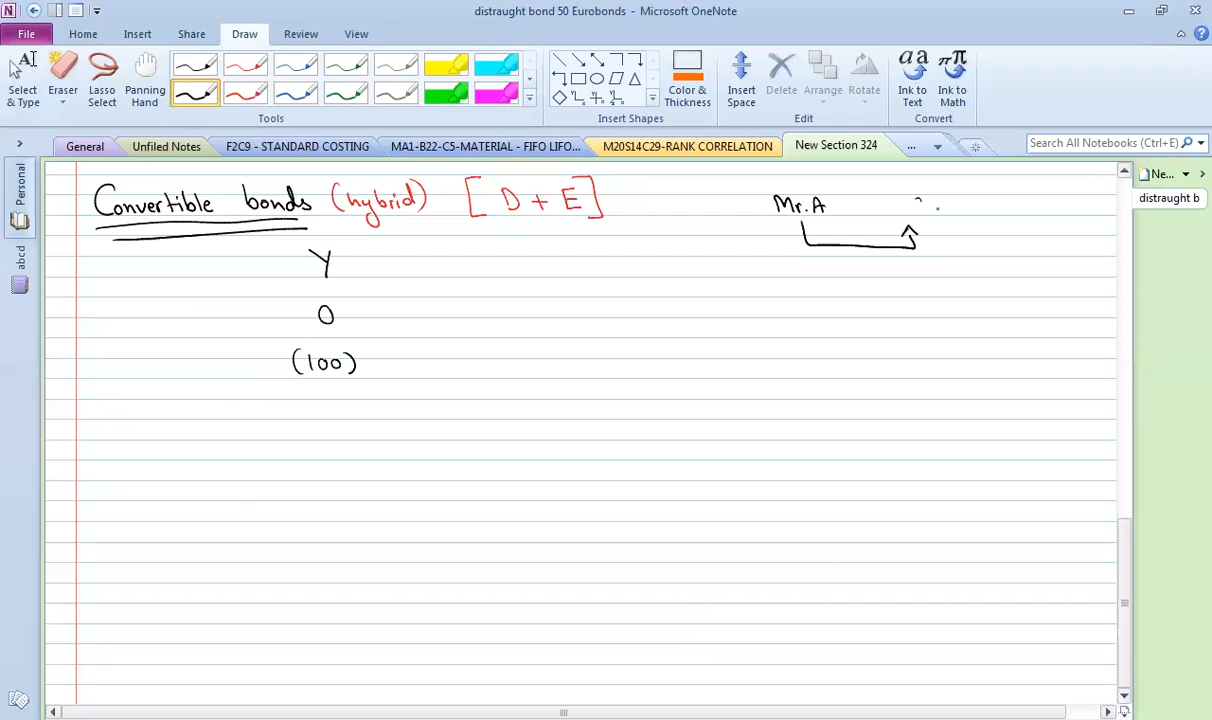 distraught bond 50 Eurobonds - Microsoft OneNote
File Home Insert Share Draw Review View
Select & Type
Eraser
Lasso Select
Panning Hand
Color & Thickness
Insert Space
Delete
Arrange
Rotate
Ink to Text
Ink to Math
Tools Insert Shapes Edit Convert
General Unfiled Notes F2C9 - STANDARD COSTING MA1-B22-C5-MATERIAL - FIFO LIFO... M20S14C29-RANK CORRELATION New Section 324 ... Search All Notebooks (Ctrl+E)
Personal
abcd
Ne...
distraught b
Convertible bonds (hybrid) [D + E] Mr.A
Y
0
(100)